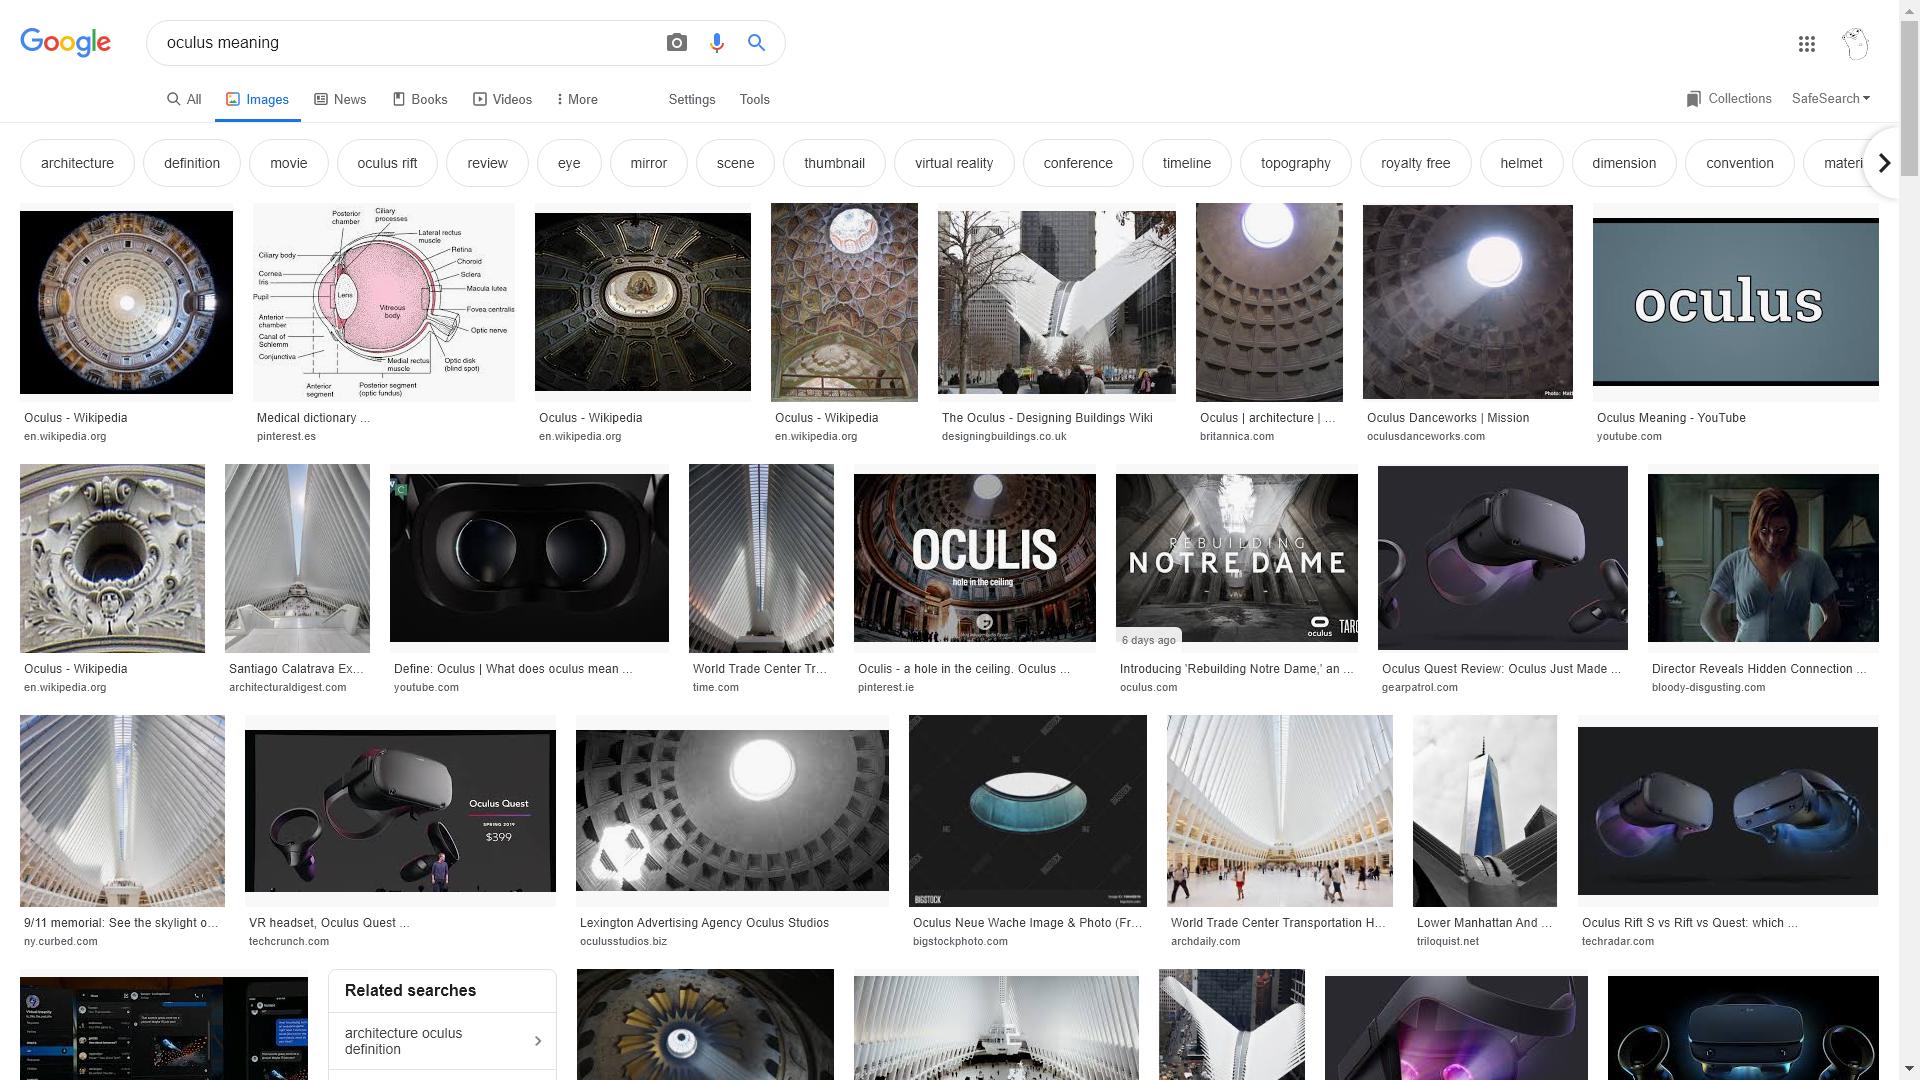 Google
oculus meaning
All
Images
News
Books
Videos
More
Settings
Tools
Collections
SafeSearch
architecture
definition
movie
oculus rift
review
eye
mirror
scene
thumbnail
virtual reality
conference
timeline
topography
royalty free
helmet
dimension
convention
materi
Posterior
chamber
Ciliary
processes
Lateral rectus
muscle
Retina
Choroid
Sclera
Macula lutea
Fovea centralis
Optic nerve
Optic disk
(blind spot)
Medial rectus
muscle
Ciliary body
Cornea
Iris
Pupil
Lens
Vitreous
body
Anterior
chamber
Canal of
Schlemm
Conjunctiva
Anterior
segment
Posterior segment
(optic fundus)
oculus
Oculus - Wikipedia
en.wikipedia.org
Medical dictionary ...
pinterest.es
Oculus - Wikipedia
en.wikipedia.org
Oculus - Wikipedia
en.wikipedia.org
The Oculus - Designing Buildings Wiki
designingbuildings.co.uk
Oculus | architecture | ...
britannica.com
Oculus Danceworks | Mission
oculusdanceworks.com
Oculus Meaning - YouTube
youtube.com
OCULIS
hole in the ceiling
REBUILDING
NOTRE DAME
oculus
6 days ago
Oculus - Wikipedia
en.wikipedia.org
Santiago Calatrava Ex...
architecturaldigest.com
Define: Oculus | What does oculus mean ...
youtube.com
World Trade Center Tr...
time.com
Oculis - a hole in the ceiling. Oculus ...
pinterest.ie
Introducing 'Rebuilding Notre Dame,' an ...
oculus.com
Oculus Quest Review: Oculus Just Made ...
gearpatrol.com
Director Reveals Hidden Connection ...
bloody-disgusting.com
Oculus Quest
SPRING 2019
$399
BIGSTOCK
9/11 memorial: See the skylight o...
ny.curbed.com
VR headset, Oculus Quest ...
techcrunch.com
Lexington Advertising Agency Oculus Studios
oculusstudios.biz
Oculus Neue Wache Image & Photo (Fr...
bigstockphoto.com
World Trade Center Transportation H...
archdaily.com
Lower Manhattan And ...
triloquist.net
Oculus Rift S vs Rift vs Quest: which ...
techradar.com
Related searches
architecture oculus
definition